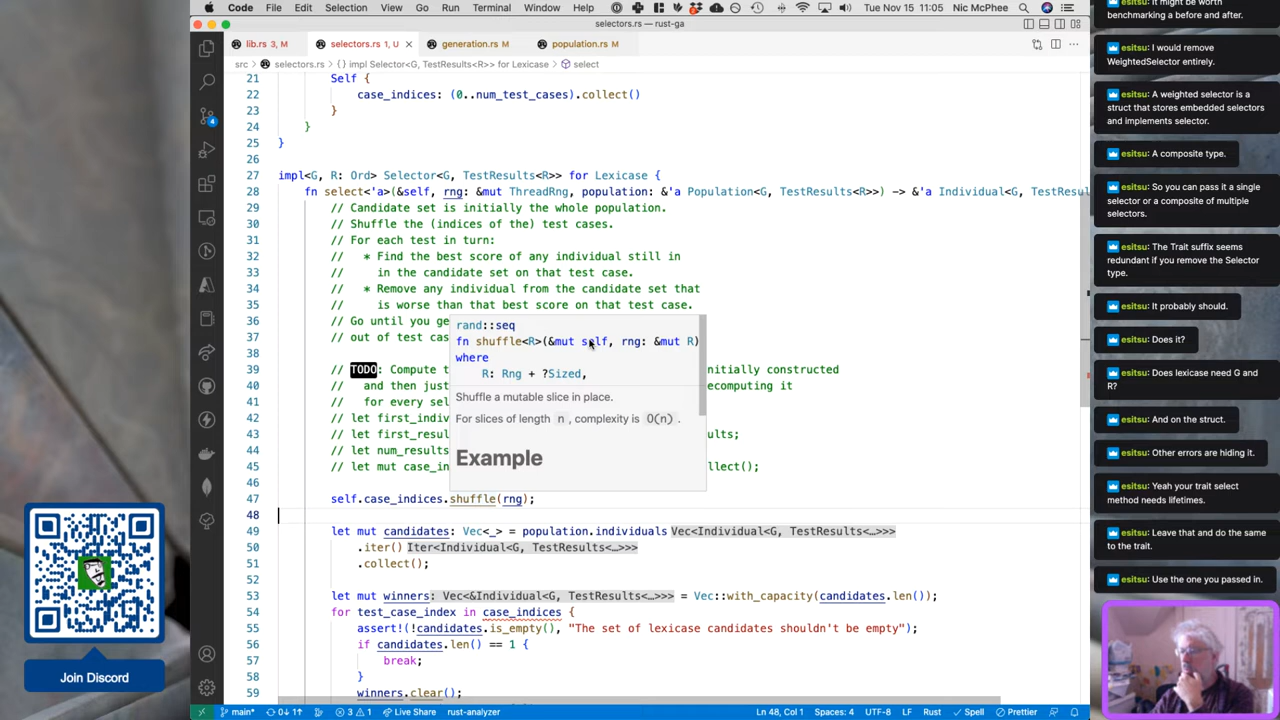 Code File Edit Selection View Go Run Terminal Window Help Tue Nov 15 11:05 Nic McPhee
selectors.rs — rust-ga
lib.rs 3, M
selectors.rs 1, U
generation.rs M
population.rs M
src > selectors.rs > {} impl Selector<G, TestResults<R>> for Lexicase > select
21 Self {
22 case_indices: (0..num_test_cases).collect()
23 }
24 }
25 }
26
27 impl<G, R: Ord> Selector<G, TestResults<R>> for Lexicase {
28 fn select<'a>(&self, rng: &mut ThreadRng, population: &'a Population<G, TestResults<R>>) -> &'a Individual<G, TestResu
29 // Candidate set is initially the whole population.
30 // Shuffle the (indices of the) test cases.
31 // For each test in turn:
32 // * Find the best score of any individual still in
33 // in the candidate set on that test case.
34 // * Remove any individual from the candidate set that
35 // is worse than that best score on that test case.
36 // Go until you ge
37 // out of test cas
38
39 // TODO: Compute t nitially constructed
40 // and then just ecomputing it
41 // for every sel
42 // let first_indiv
43 // let first_resul ults;
44 // let num_results
45 // let mut case_in llect();
46
47 self.case_indices.shuffle(rng);
48
49 let mut candidates: Vec<_> = population.individuals Vec<Individual<G, TestResults<…>>>
50 .iter() Iter<Individual<G, TestResults<…>>>
51 .collect();
52
53 let mut winners: Vec<&Individual<G, TestResults<…>>> = Vec::with_capacity(candidates.len());
54 for test_case_index in case_indices {
55 assert!(!candidates.is_empty(), "The set of lexicase candidates shouldn't be empty");
56 if candidates.len() == 1 {
57 break;
58 }
59 winners.clear();
rand::seq
fn shuffle<R>(&mut self, rng: &mut R)
where
R: Rng + ?Sized,
Shuffle a mutable slice in place.
For slices of length n, complexity is O(n).
Example
4
main* 0↓ 1↑ 3 1 Live Share rust-analyzer Ln 48, Col 1 Spaces: 4 UTF-8 LF Rust Spell Prettier
Join Discord
esitsu: It might be worth
benchmarking a before and after.
esitsu: I would remove
WeightedSelector entirely.
esitsu: A weighted selector is a
struct that stores embedded selectors
and implements selector.
esitsu: A composite type.
esitsu: So you can pass it a single
selector or a composite of multiple
selectors.
esitsu: The Trait suffix seems
redundant if you remove the Selector
type.
esitsu: It probably should.
esitsu: Does it?
esitsu: Does lexicase need G and
R?
esitsu: And on the struct.
esitsu: Other errors are hiding it.
esitsu: Yeah your trait select
method needs lifetimes.
esitsu: Leave that and do the same
to the trait.
esitsu: Use the one you passed in.